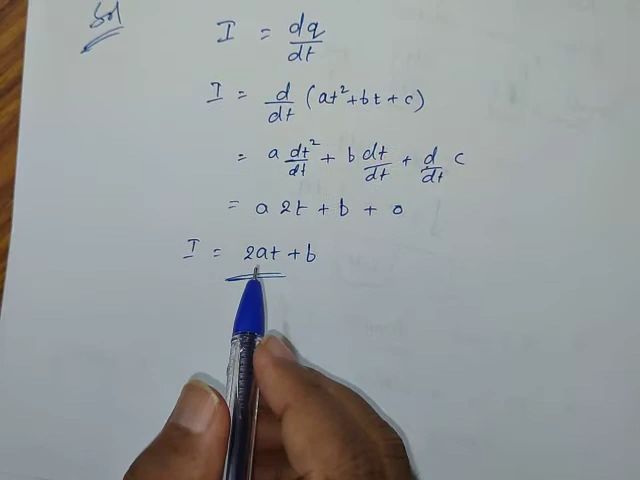 Sol
I = dq/dt
I = d/dt (at²+bt+c)
= a dt²/dt + b dt/dt + d/dt c
= a 2t + b + 0
I = 2at + b